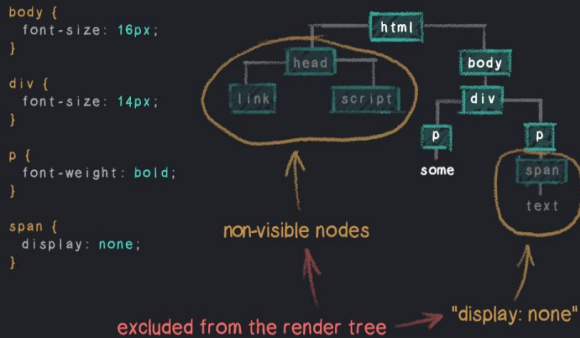 body {
font-size: 16px;
}
div {
font-size: 14px;
}
p {
font-weight: bold;
}
span {
display: none;
}
html
head
body
link
script
div
p
p
some
span
text
non-visible nodes
"display: none"
excluded from the render tree